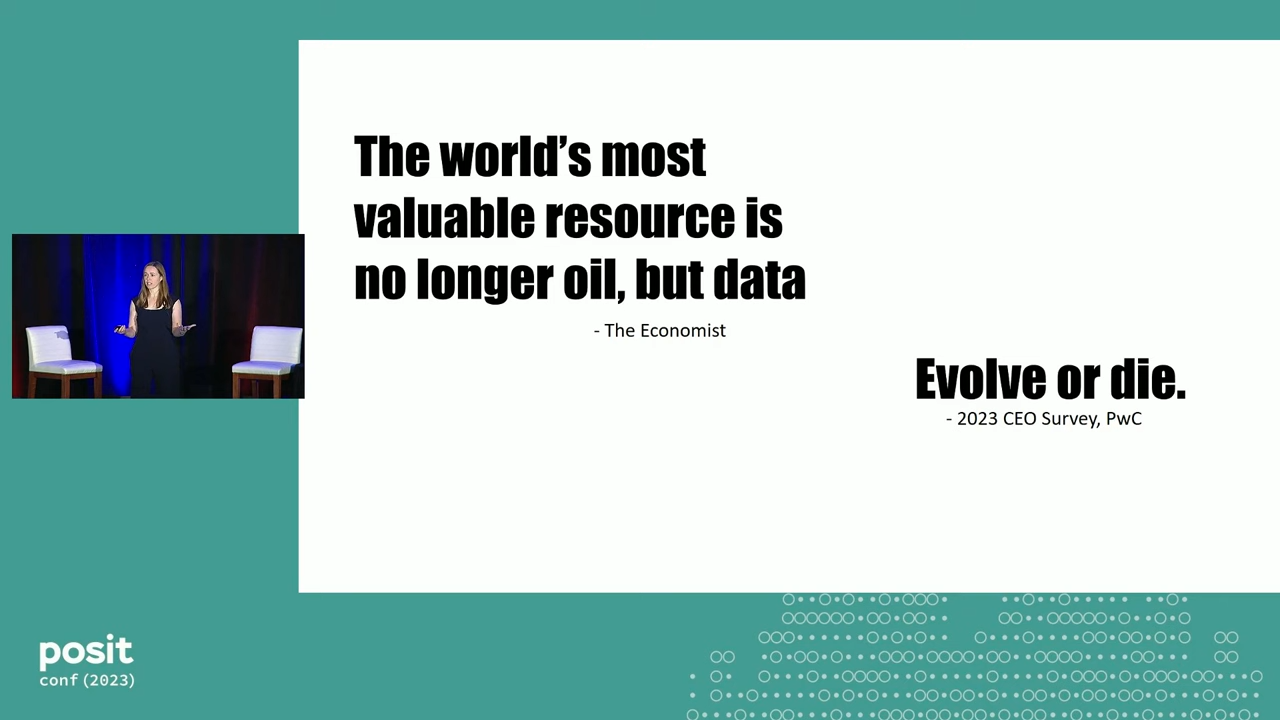 The world’s most
valuable resource is
no longer oil, but data
- The Economist
Evolve or die.
- 2023 CEO Survey, PwC
posit
conf(2023)